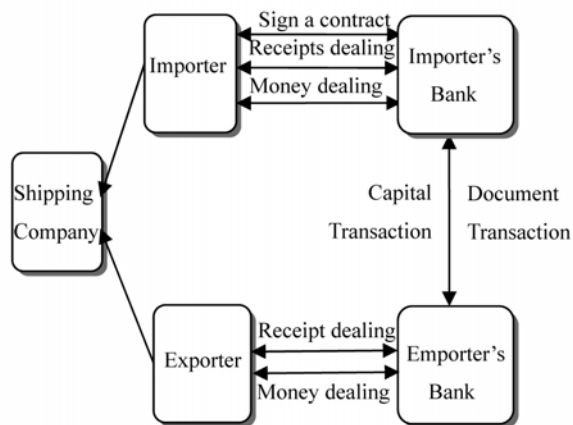 Sign a contract
Receipts dealing
Importer
Importer's
Money dealing
Bank
Shipping
Company
Capital
Document
Transaction
Transaction
Receipt dealing
Exporter
Emporter's
Money dealing
Bank